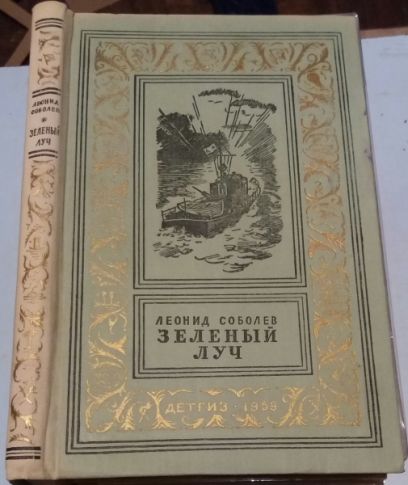 ЛЕОНИД
СОБОЛЕВ
ЗЕЛЕНЫЙ
ЛУЧ
ЛЕОНИД СОБОЛЕВ
ЗЕЛЕНЫЙ
ЛУЧ
ДЕТГИЗ · 1959